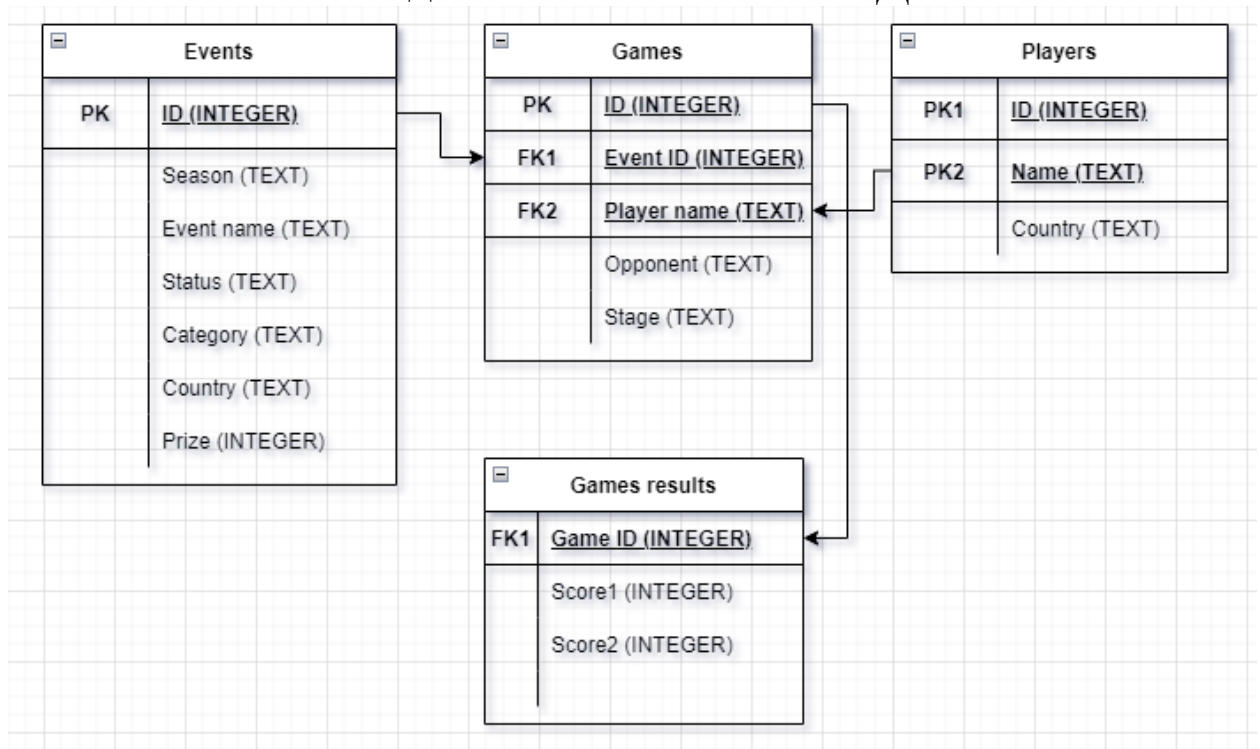 Events
PK ID (INTEGER)
Season (TEXT)
Event name (TEXT)
Status (TEXT)
Category (TEXT)
Country (TEXT)
Prize (INTEGER)
Games
PK ID (INTEGER)
FK1 Event ID (INTEGER)
FK2 Player name (TEXT)
Opponent (TEXT)
Stage (TEXT)
Players
PK1 ID (INTEGER)
PK2 Name (TEXT)
Country (TEXT)
Games results
FK1 Game ID (INTEGER)
Score1 (INTEGER)
Score2 (INTEGER)